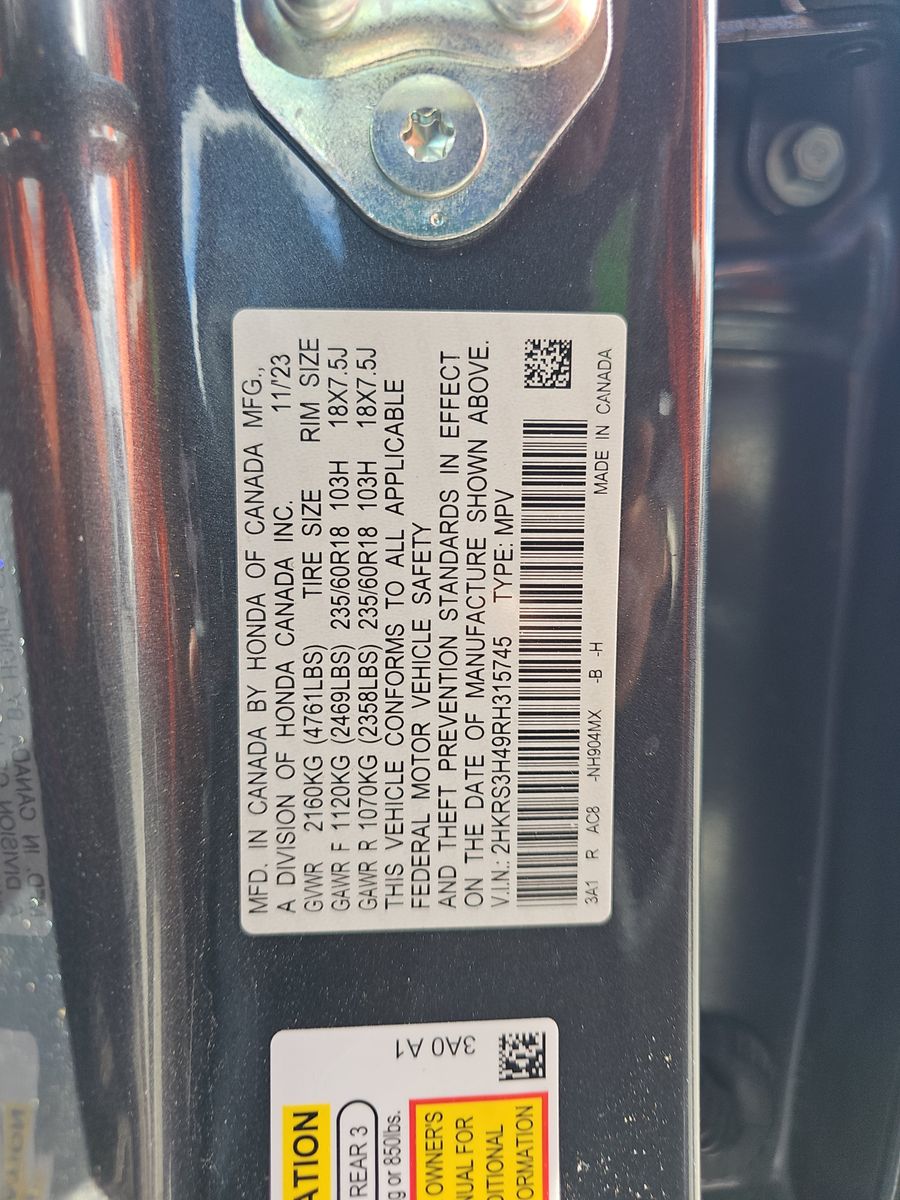 MFD. IN CANADA BY HONDA OF CANADA MFG.,
A DIVISION OF HONDA CANADA INC. 11/'23
GVWR 2160KG (4761LBS) TIRE SIZE RIM SIZE
GAWR F 1120KG (2469LBS) 235/60R18 103H 18X7.5J
GAWR R 1070KG (2358LBS) 235/60R18 103H 18X7.5J
THIS VEHICLE CONFORMS TO ALL APPLICABLE
FEDERAL MOTOR VEHICLE SAFETY
AND THEFT PREVENTION STANDARDS IN EFFECT
ON THE DATE OF MANUFACTURE SHOWN ABOVE.
V.I.N.: 2HKRS3H49RH315745 TYPE: MPV
3A1 R AC8 -NH904MX -B -H MADE IN CANADA
3A0 A1
ATION
REAR 3
g or 850lbs.
OWNER'S
NUAL FOR
DITIONAL
ORMATION